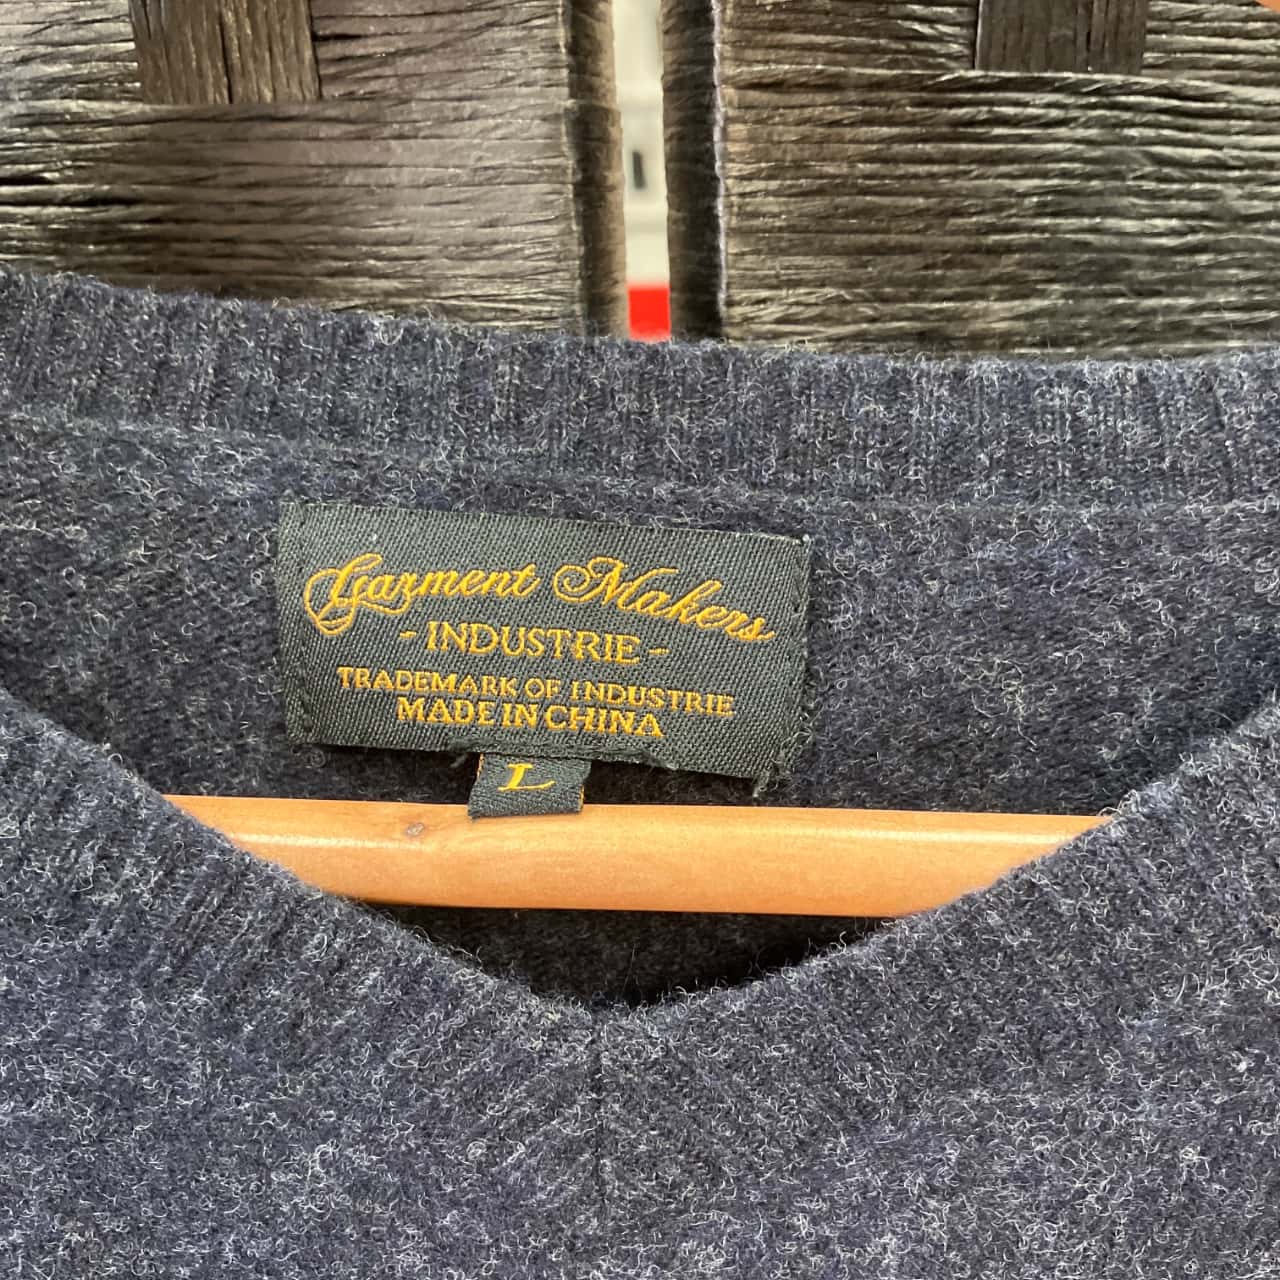 Garment Makers
- INDUSTRIE -
TRADEMARK OF INDUSTRIE
MADE IN CHINA
L